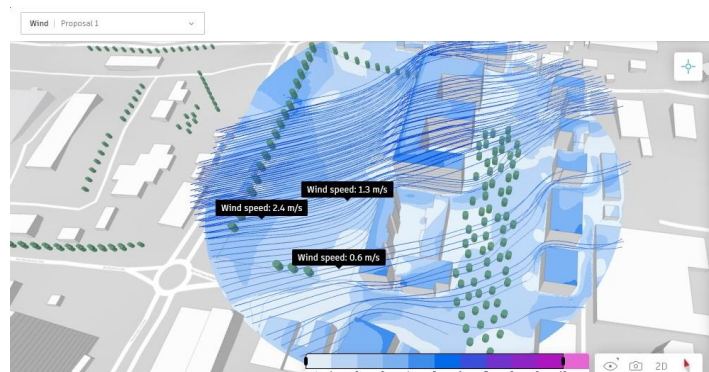 Wind | Proposal 1
Wind speed: 1.3 m/s
Wind speed: 2.4 m/s
Wind speed: 0.6 m/s
2D